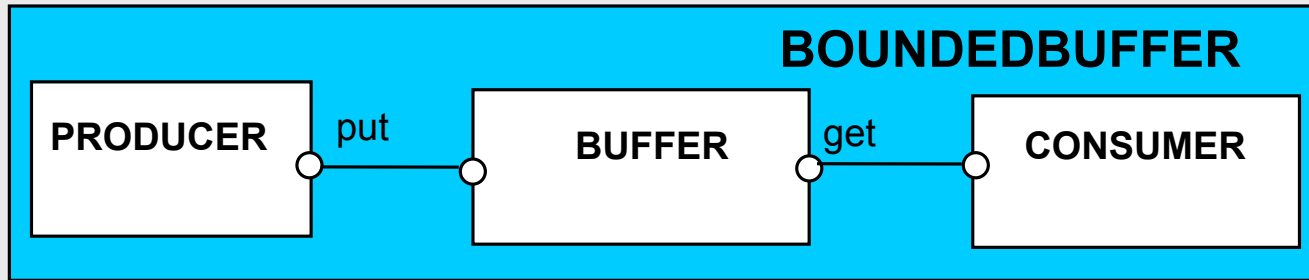 BOUNDEDBUFFER
PRODUCER
put
BUFFER
get
CONSUMER